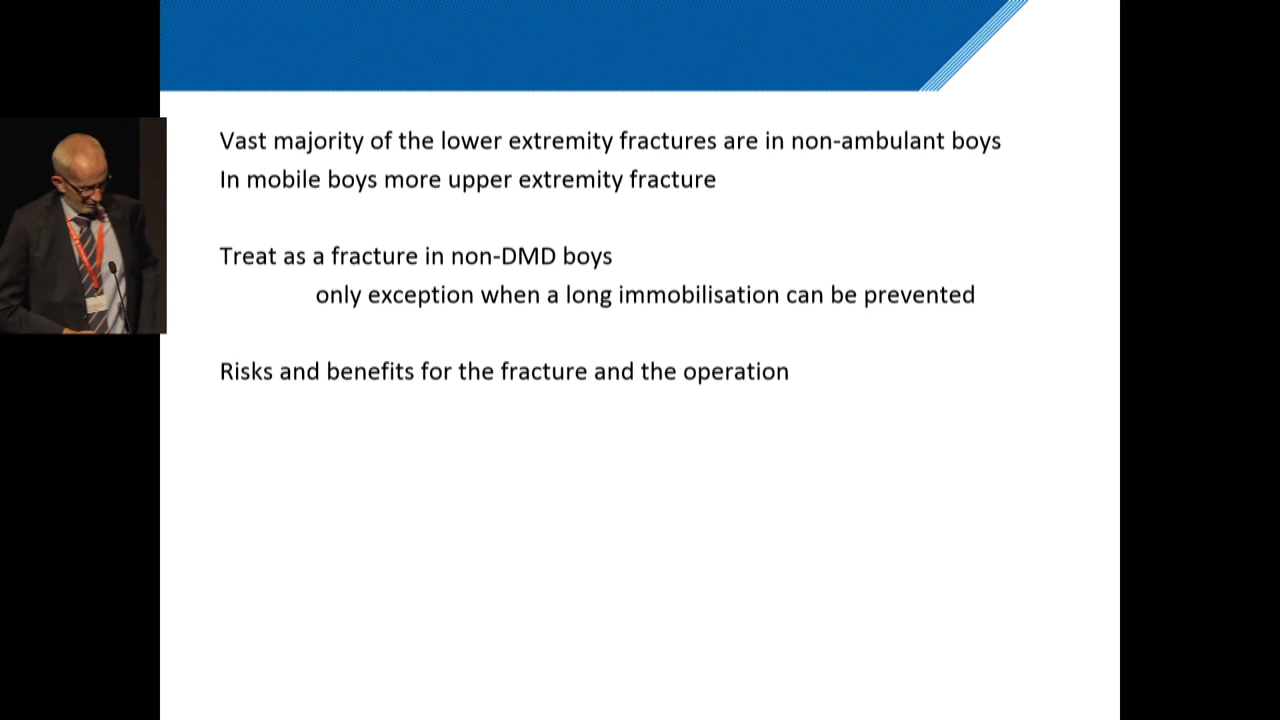 Vast majority of the lower extremity fractures are in non-ambulant boys
In mobile boys more upper extremity fracture
Treat as a fracture in non-DMD boys
only exception when a long immobilisation can be prevented
Risks and benefits for the fracture and the operation